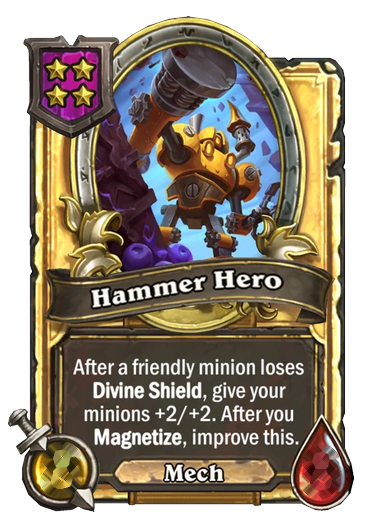 Hammer Hero
After a friendly minion loses
Divine Shield, give your
minions +2/+2. After you
Magnetize, improve this.
Mech